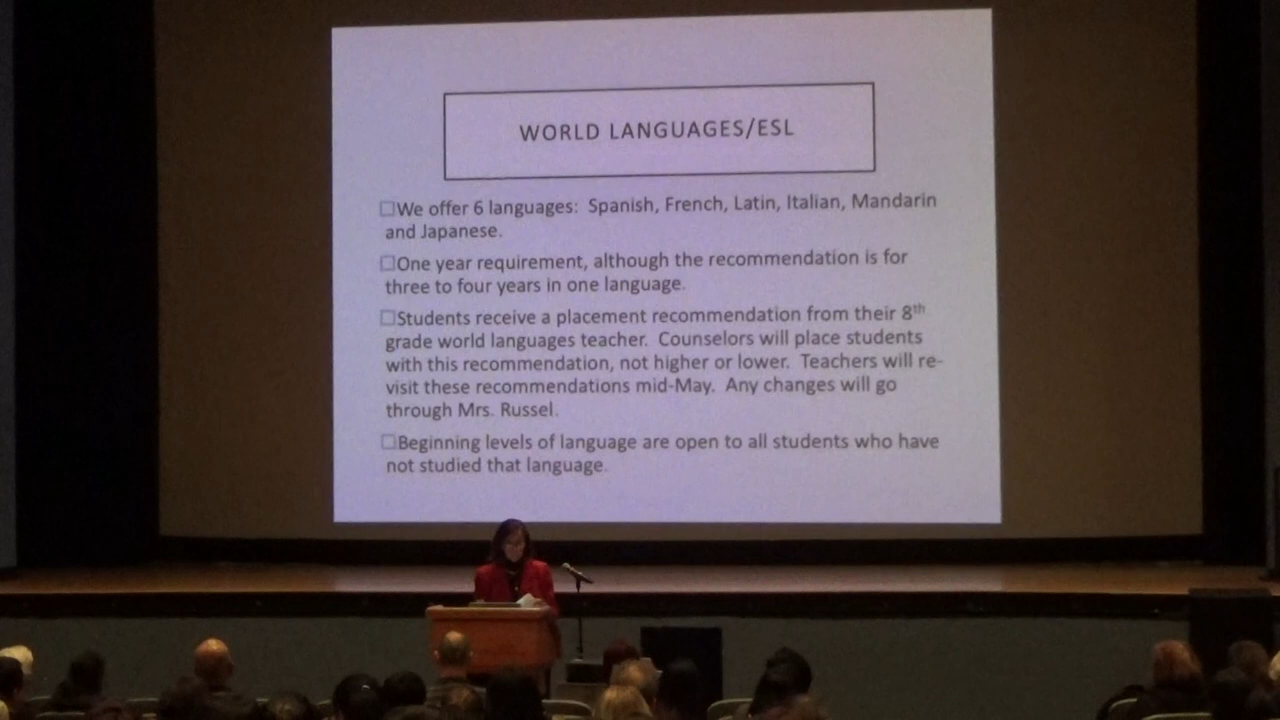 WORLD LANGUAGES/ESL
We offer 6 languages: Spanish, French, Latin, Italian, Mandarin
and Japanese.
One year requirement, although the recommendation is for
three to four years in one language.
Students receive a placement recommendation from their 8th
grade world languages teacher. Counselors will place students
with this recommendation, not higher or lower. Teachers will re-
visit these recommendations mid-May. Any changes will go
through Mrs. Russel.
Beginning levels of language are open to all students who have
not studied that language.